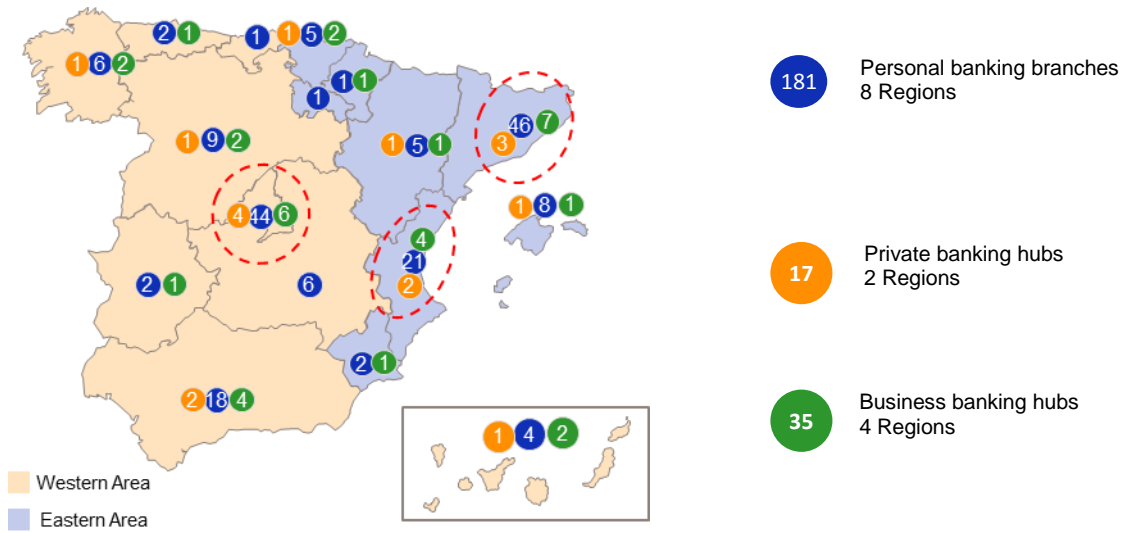 2 1
1
1 5 2
1 6 2
1 1
1
1 9 2
1 5 1
46 7
3
4 44 6
1 8 1
4
21
2
2 1
6
2 1
2 18 4
1 4 2
Western Area
Eastern Area
181
Personal banking branches
8 Regions
17
Private banking hubs
2 Regions
35
Business banking hubs
4 Regions